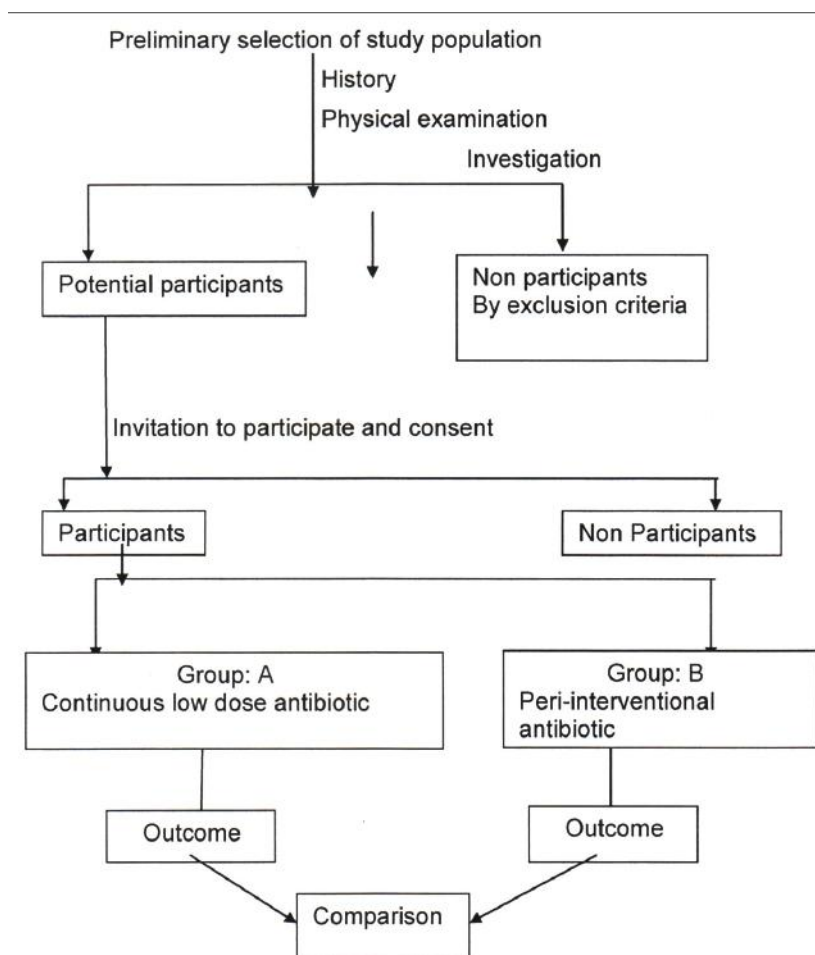 Preliminary selection of study population
History
Physical examination
Investigation
Potential participants
Non participants
By exclusion criteria
Invitation to participate and consent
Participants
Non Participants
Group: A
Continuous low dose antibiotic
Group: B
Peri-interventional
antibiotic
Outcome
Outcome
Comparison